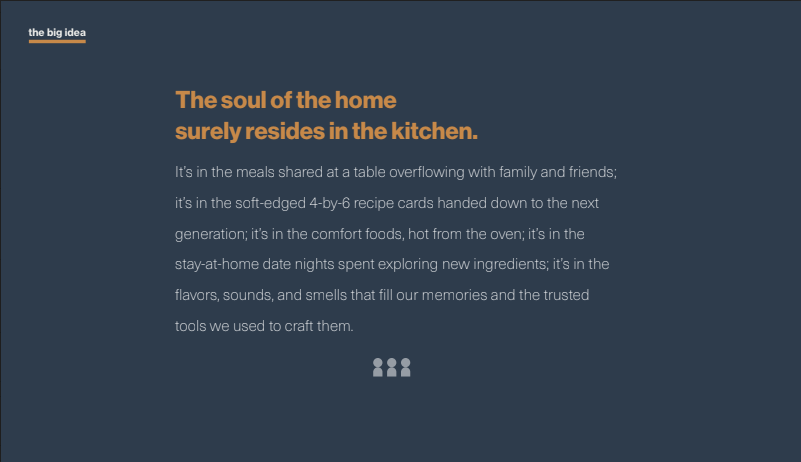 the big idea
The soul of the home
surely resides in the kitchen.
It’s in the meals shared at a table overflowing with family and friends;
it’s in the soft-edged 4-by-6 recipe cards handed down to the next
generation; it’s in the comfort foods, hot from the oven; it’s in the
stay-at-home date nights spent exploring new ingredients; it’s in the
flavors, sounds, and smells that fill our memories and the trusted
tools we used to craft them.